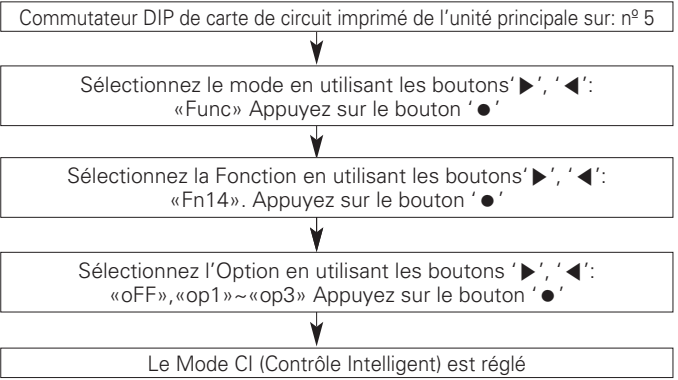 Commutateur DIP de carte de circuit imprimé de l'unité principale sur: nº 5
Sélectionnez le mode en utilisant les boutons‘▶’, ‘◀’:
«Func» Appuyez sur le bouton ‘●’
Sélectionnez la Fonction en utilisant les boutons‘▶’, ‘◀’:
«Fn14». Appuyez sur le bouton ‘●’
Sélectionnez l'Option en utilisant les boutons ‘▶’, ‘◀’:
«oFF»,«op1»~«op3» Appuyez sur le bouton ‘●’
Le Mode CI (Contrôle Intelligent) est réglé